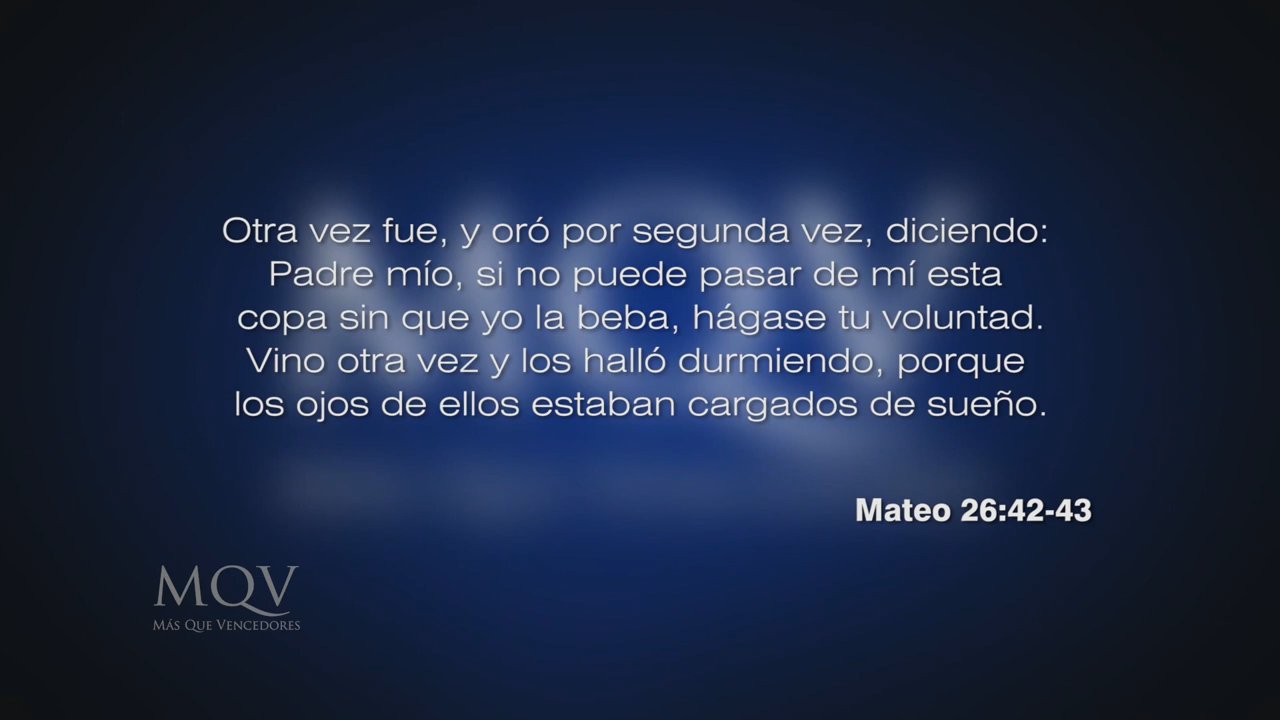 Otra vez fue, y oró por segunda vez, diciendo:
Padre mío, si no puede pasar de mí esta
copa sin que yo la beba, hágase tu voluntad.
Vino otra vez y los halló durmiendo, porque
los ojos de ellos estaban cargados de sueño.
Mateo 26:42-43
MQV
Más Que Vencedores